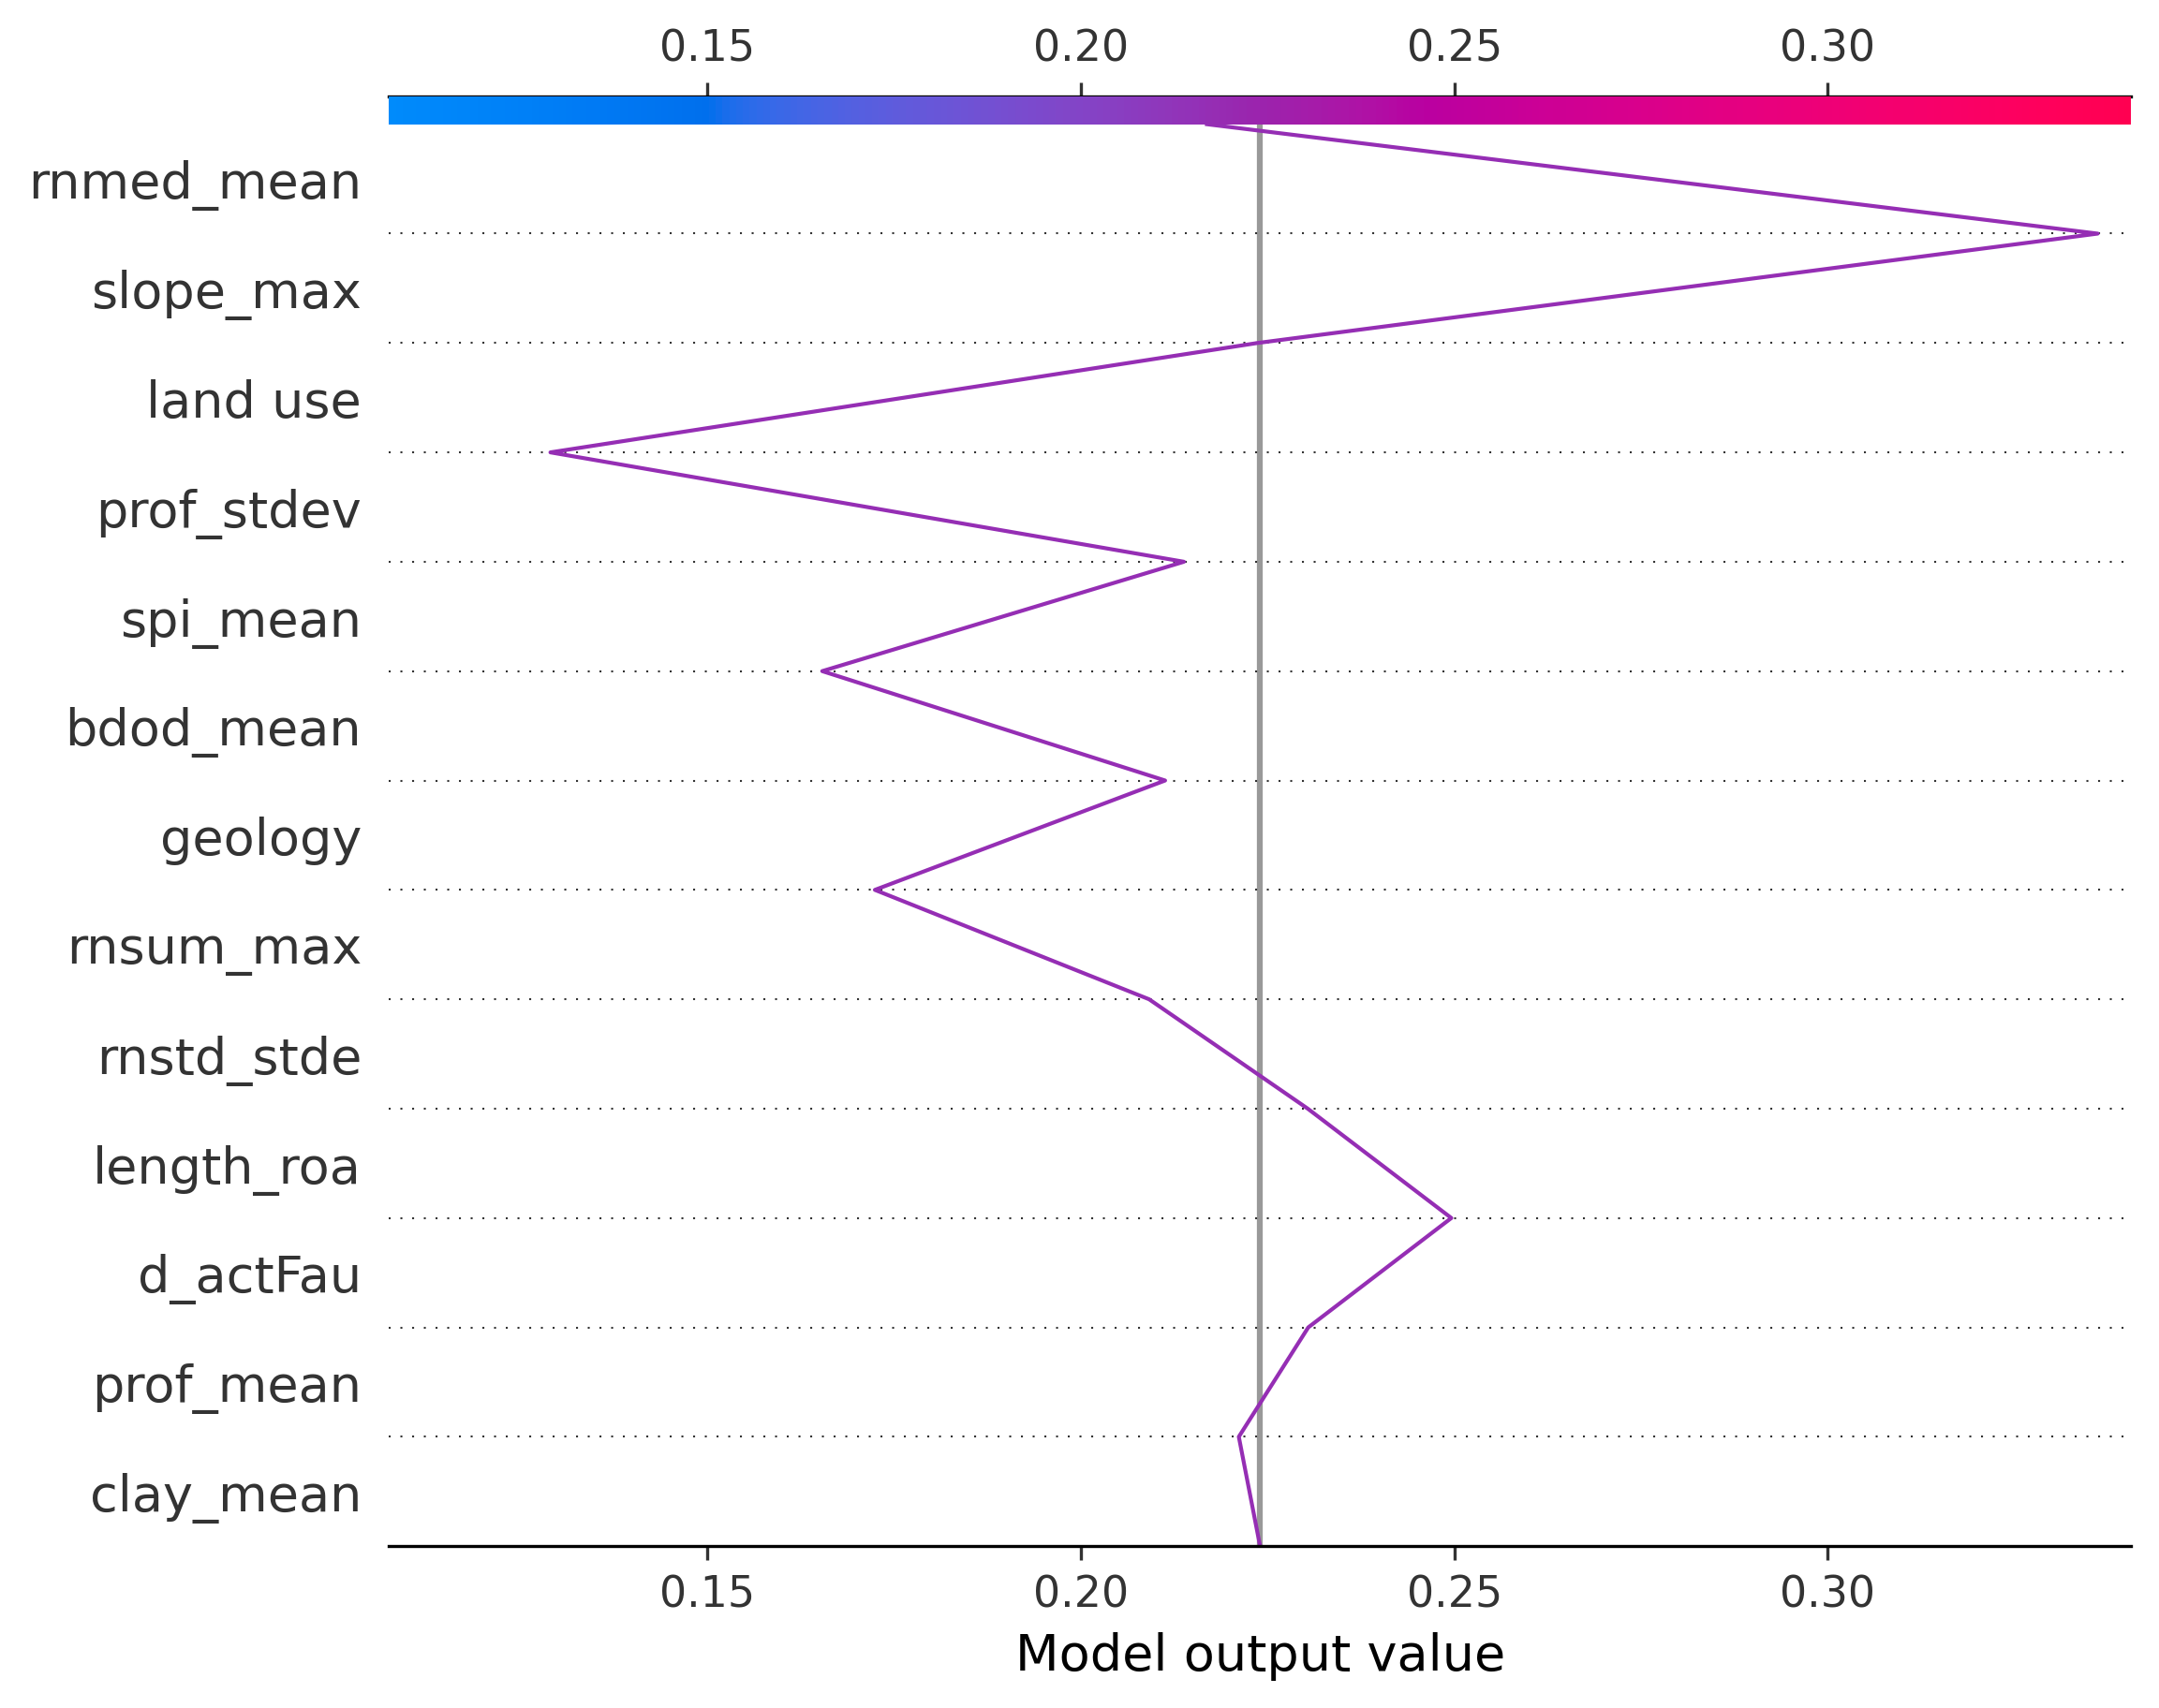 0.15 0.20 0.25 0.30
rnmed_mean
slope_max
land use
prof_stdev
spi_mean
bdod_mean
geology
rnsum_max
rnstd_stde
length_roa
d_actFau
prof_mean
clay_mean
0.15 0.20 0.25 0.30
Model output value